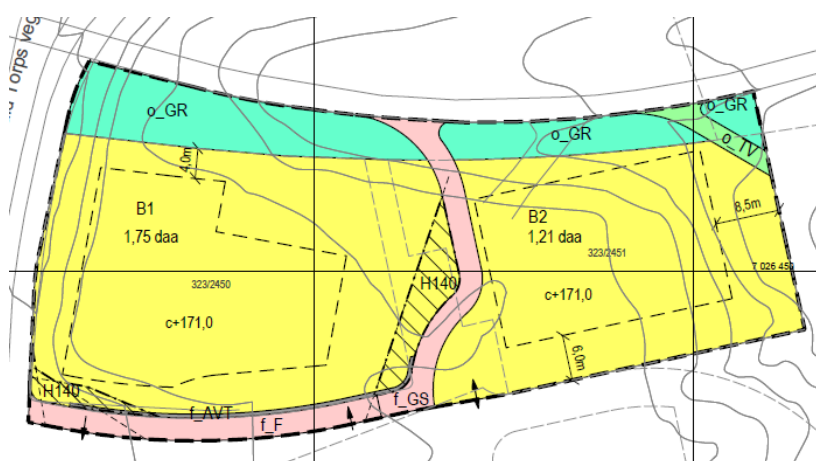 Torps veg
o_GR
o_GR
o_GR
o_TV
4,0m
B1
1,75 daa
B2
1,21 daa
8,5m
323/2451
7 026 450
323/2450
H140
c+171,0
c+171,0
6,0m
H140
f_AVT
f_GS
f_F